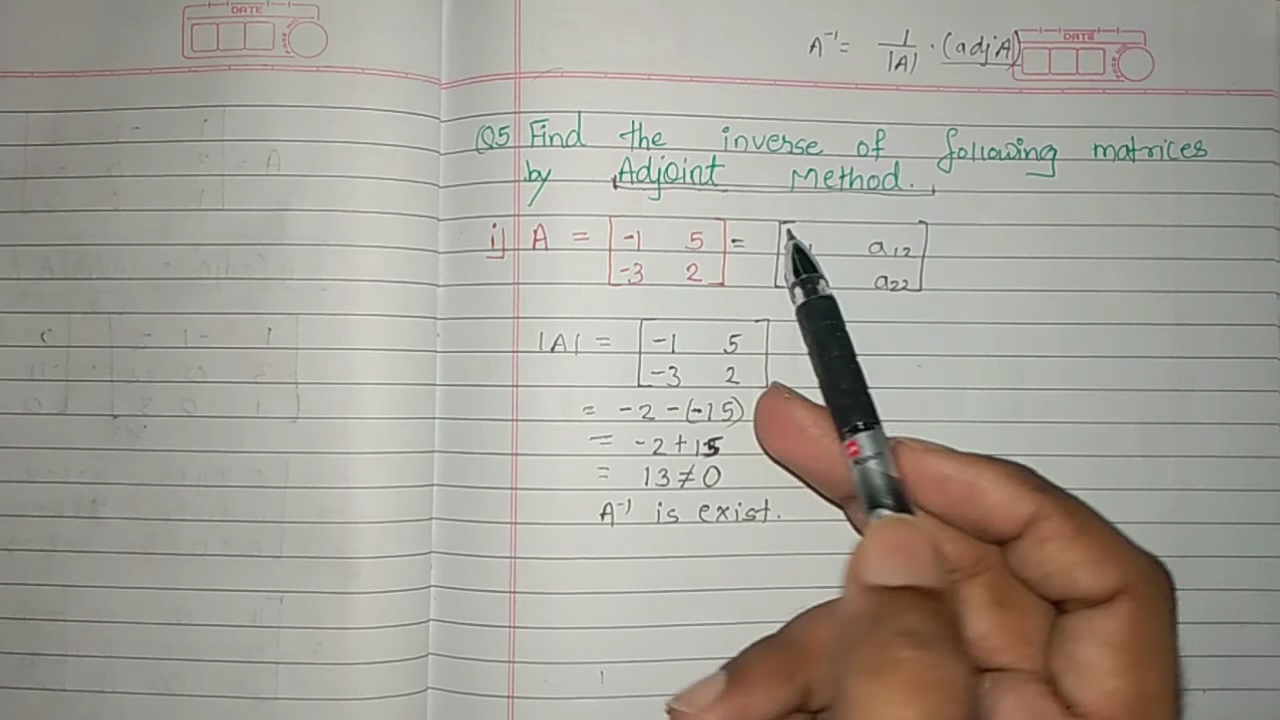 DATE
DATE
A⁻¹ = 1/|A| · (adj A)
Q5 Find the inverse of following matrices
by Adjoint Method.
i) A = [ -1 5 = [ a12
-3 2 ] a22 ]
|A| = [ -1 5
-3 2 ]
= -2 - (-15)
= -2 + 15
= 13 ≠ 0
A⁻¹ is exist.